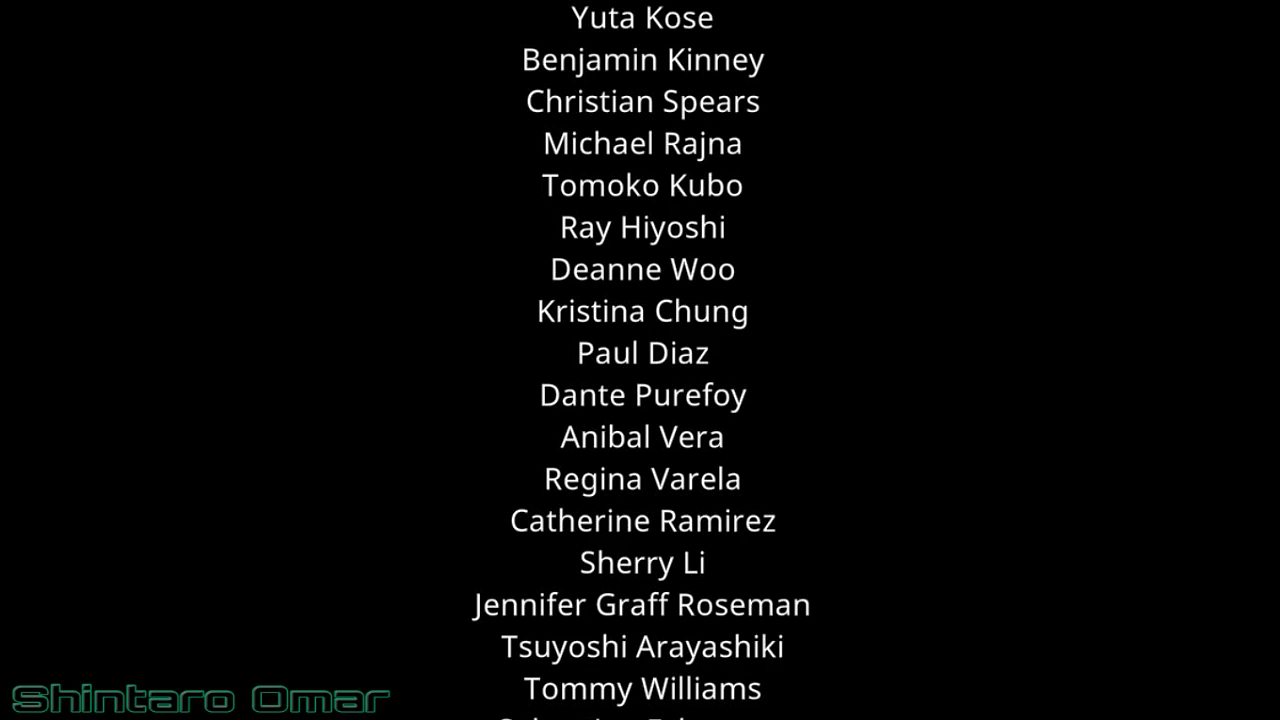 Yuta Kose
Benjamin Kinney
Christian Spears
Michael Rajna
Tomoko Kubo
Ray Hiyoshi
Deanne Woo
Kristina Chung
Paul Diaz
Dante Purefoy
Anibal Vera
Regina Varela
Catherine Ramirez
Sherry Li
Jennifer Graff Roseman
Tsuyoshi Arayashiki
Tommy Williams
Shintaro Omar